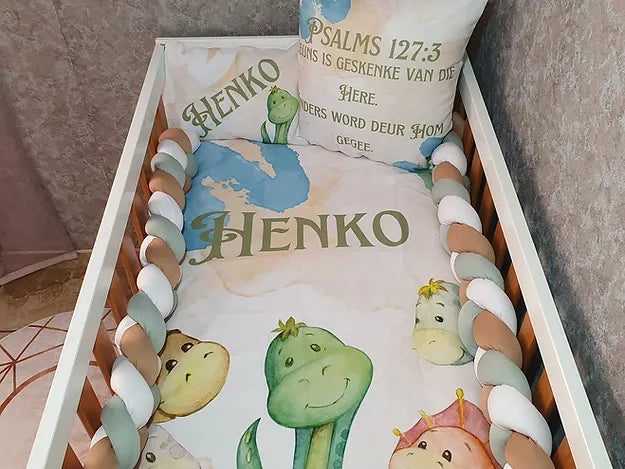 PSALMS 127:3
SEUNS IS GESKENKE VAN DIE
HERE.
KINDERS WORD DEUR HOM
GEGEE.
HENKO
HENKO